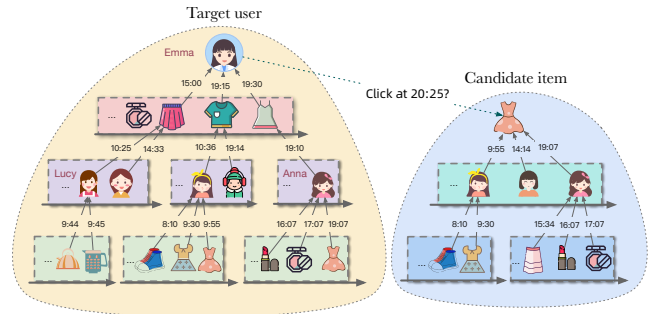 Target user
Emma
15:00 19:15 19:30
Click at 20:25?
Candidate item
...
10:25 14:33 10:36 19:14 19:10
9:55 14:14 19:07
Lucy
...
...
Anna
...
...
9:44 9:45 8:10 9:30 9:55 16:07 17:07 19:07
8:10 9:30 15:34 16:07 17:07
...
...
...
...
...